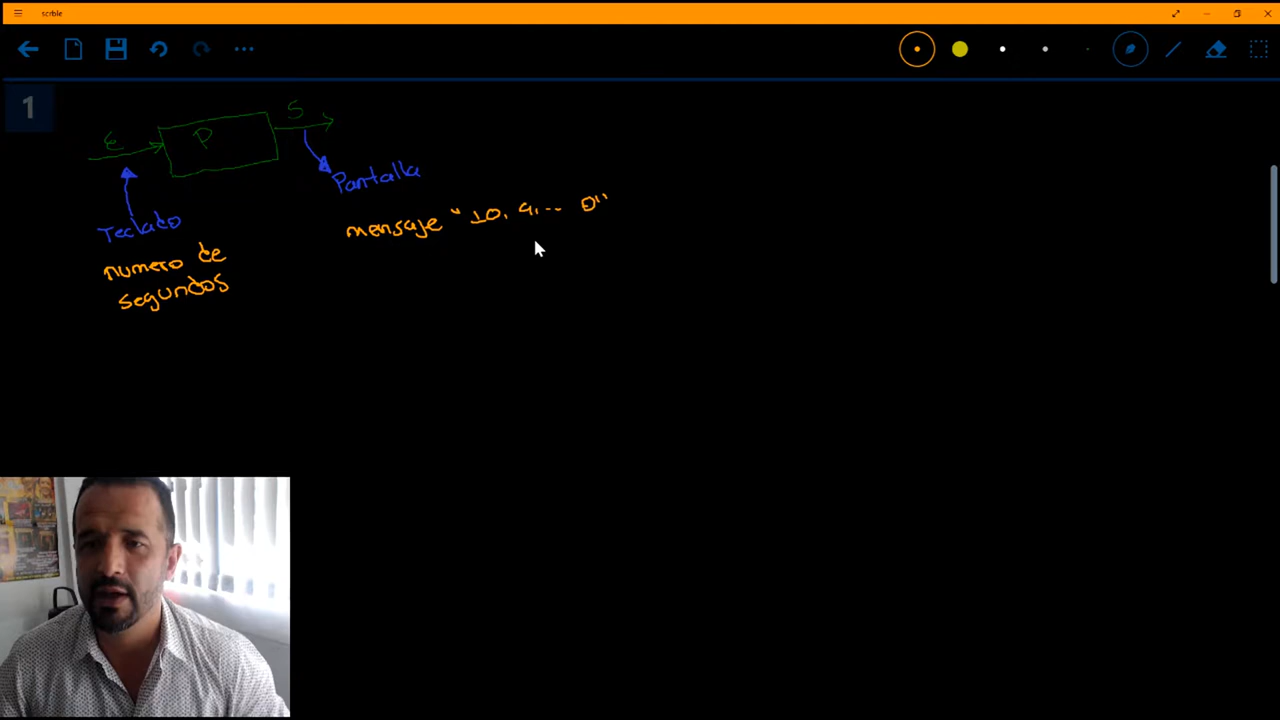 scrble
1
E
P
S
Pantalla
Teclado
mensaje "10, 9,... 0"
numero de
segundos